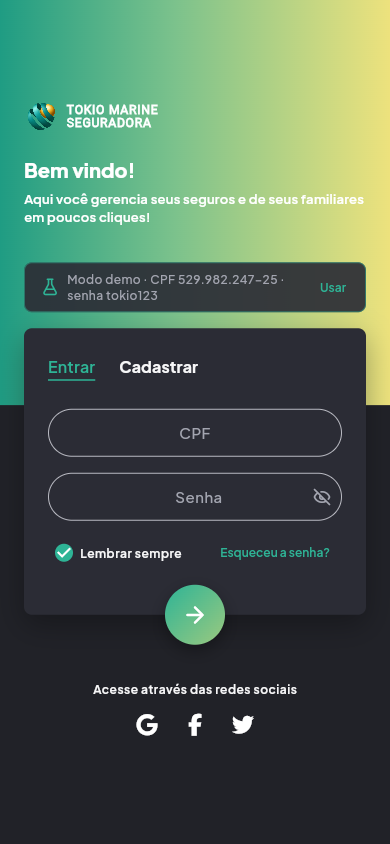 TOKIO MARINE
SEGURADORA
Bem vindo!
Aqui você gerencia seus seguros e de seus familiares
em poucos cliques!
Modo demo · CPF 529.982.247-25 ·
senha tokio123
Usar
Entrar
Cadastrar
CPF
Senha
Lembrar sempre
Esqueceu a senha?
Acesse através das redes sociais